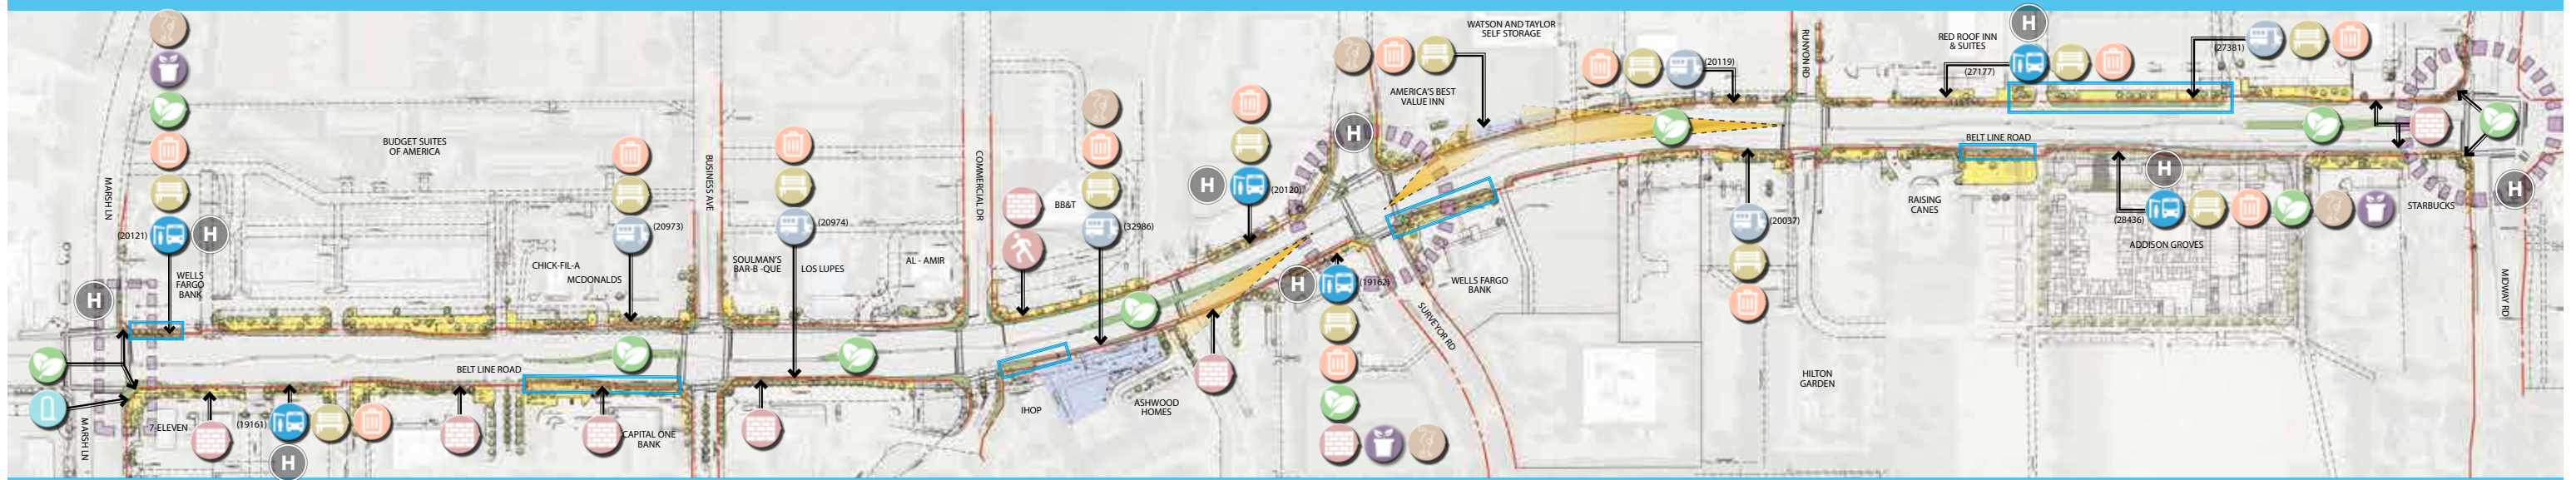 MARSH LN
(20121)
H
H
WELLS
FARGO
BANK
BUDGET SUITES
OF AMERICA
CHICK-FIL-A
MCDONALDS
(20973)
BUSINESS AVE
(20974)
SOULMAN'S
BAR-B -QUE
LOS LUPES
AL - AMIR
COMMERCIAL DR
BB&T
(32986)
H
(20120)
H
AMERICA'S BEST
VALUE INN
WATSON AND TAYLOR
SELF STORAGE
(20119)
RUNYON RD
RED ROOF INN
& SUITES
(27177)
H
(27381)
BELT LINE ROAD
RAISING
CANES
H
(28436)
ADDISON GROVES
STARBUCKS
H
MIDWAY RD
MARSH LN
7-ELEVEN
(19161)
H
BELT LINE ROAD
CAPITAL ONE
BANK
IHOP
ASHWOOD
HOMES
H
(19162)
SURVEYOR RD
WELLS FARGO
BANK
(20037)
HILTON
GARDEN